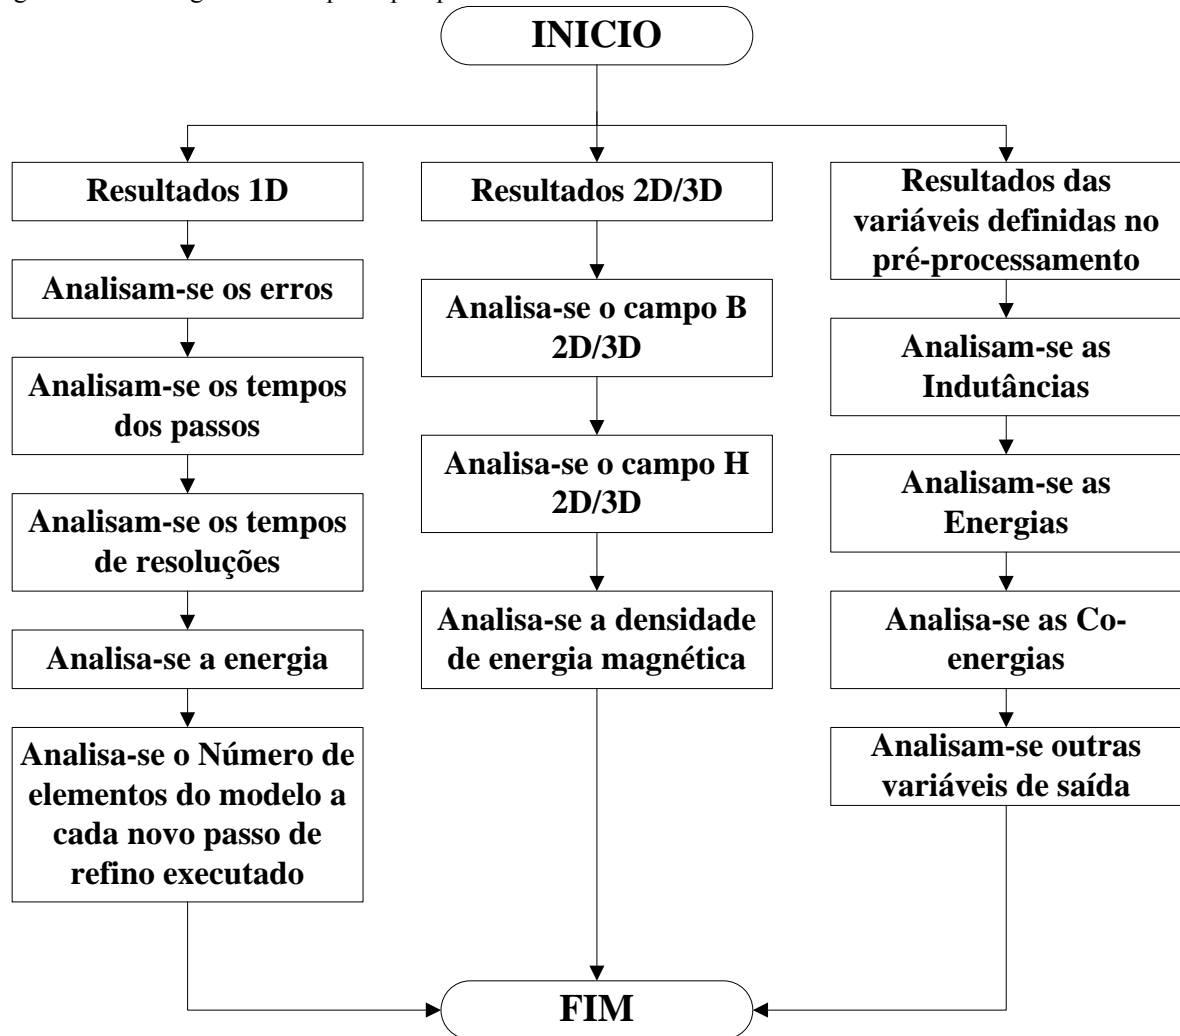 INICIO
Resultados 1D
Analisam-se os erros
Analisam-se os tempos
dos passos
Analisam-se os tempos
de resoluções
Analisa-se a energia
Analisa-se o Número de
elementos do modelo a
cada novo passo de
refino executado
Resultados 2D/3D
Analisa-se o campo B
2D/3D
Analisa-se o campo H
2D/3D
Analisa-se a densidade
de energia magnética
Resultados das
variáveis definidas no
pré-processamento
Analisam-se as
Indutâncias
Analisam-se as
Energias
Analisa-se as Co-
energias
Analisam-se outras
variáveis de saída
FIM